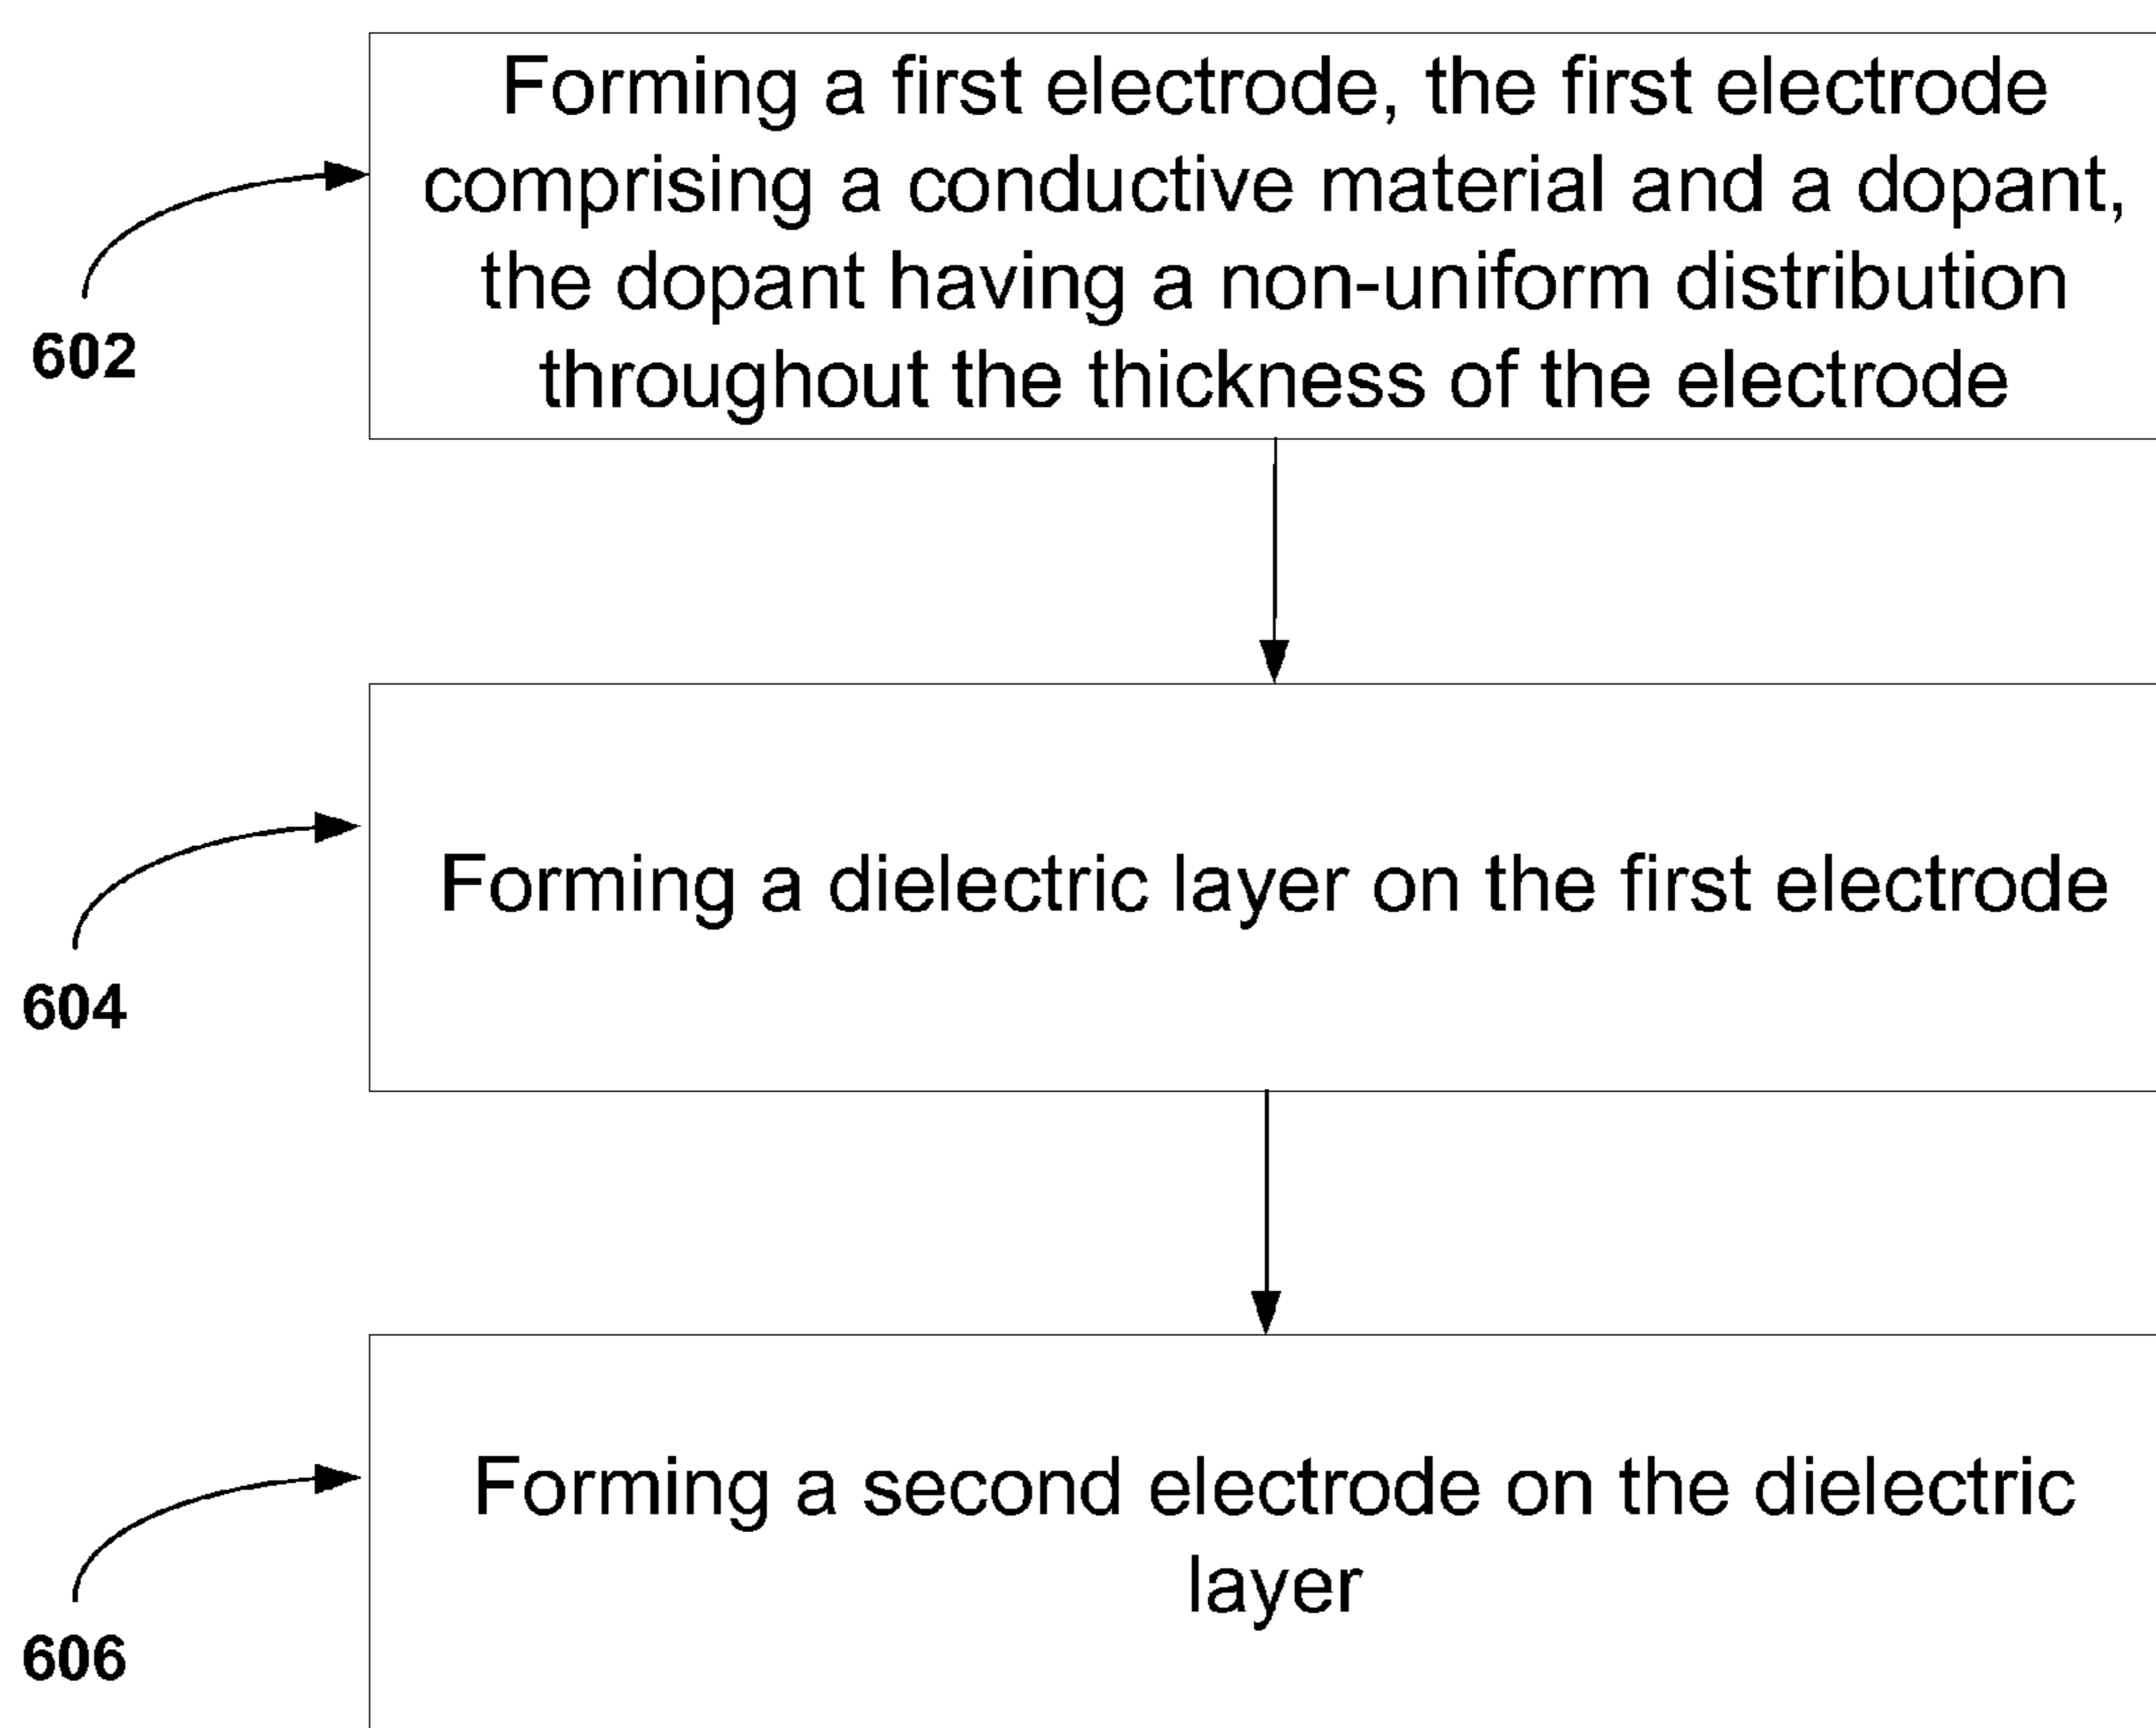 Forming a first electrode, the first electrode
comprising a conductive material and a dopant,
the dopant having a non-uniform distribution
throughout the thickness of the electrode
602
Forming a dielectric layer on the first electrode
604
Forming a second electrode on the dielectric
layer
606